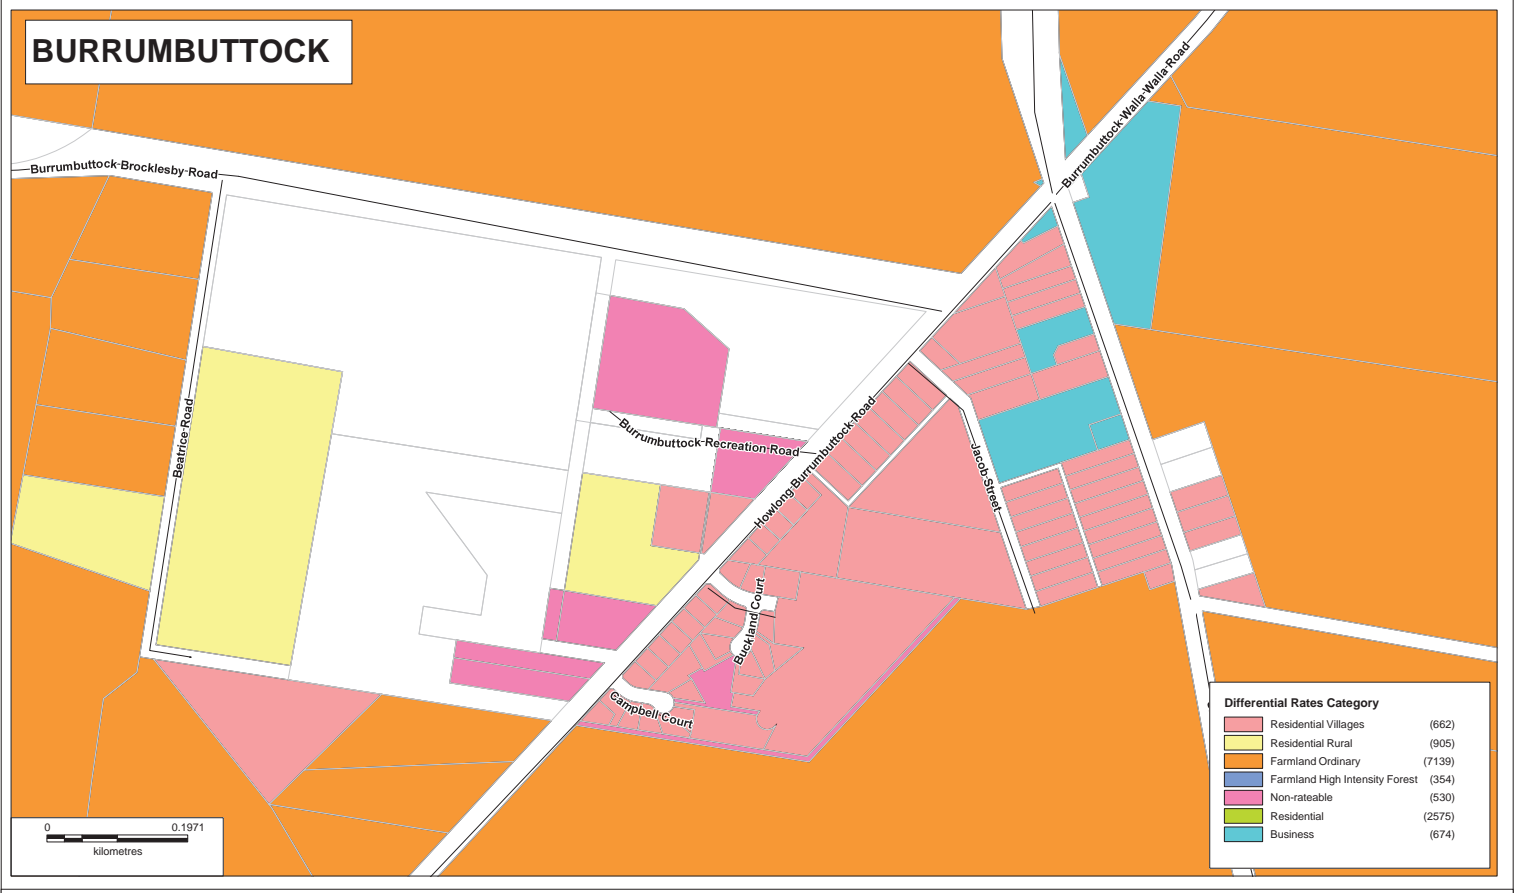 BURRUMBUTTOCK
Burrumbuttock-Walla-Walla-Road
Burrumbuttock-Brocklesby-Road
Beatrice-Road
Burrumbuttock-Recreation-Road
Howlong-Burrumbuttock-Road
Jacob-Street
Buckland-Court
Campbell-Court
Differential Rates Category
Residential Villages (662)
Residential Rural (905)
Farmland Ordinary (7139)
Farmland High Intensity Forest (354)
Non-rateable (530)
Residential (2575)
Business (674)
0 0.1971
kilometres